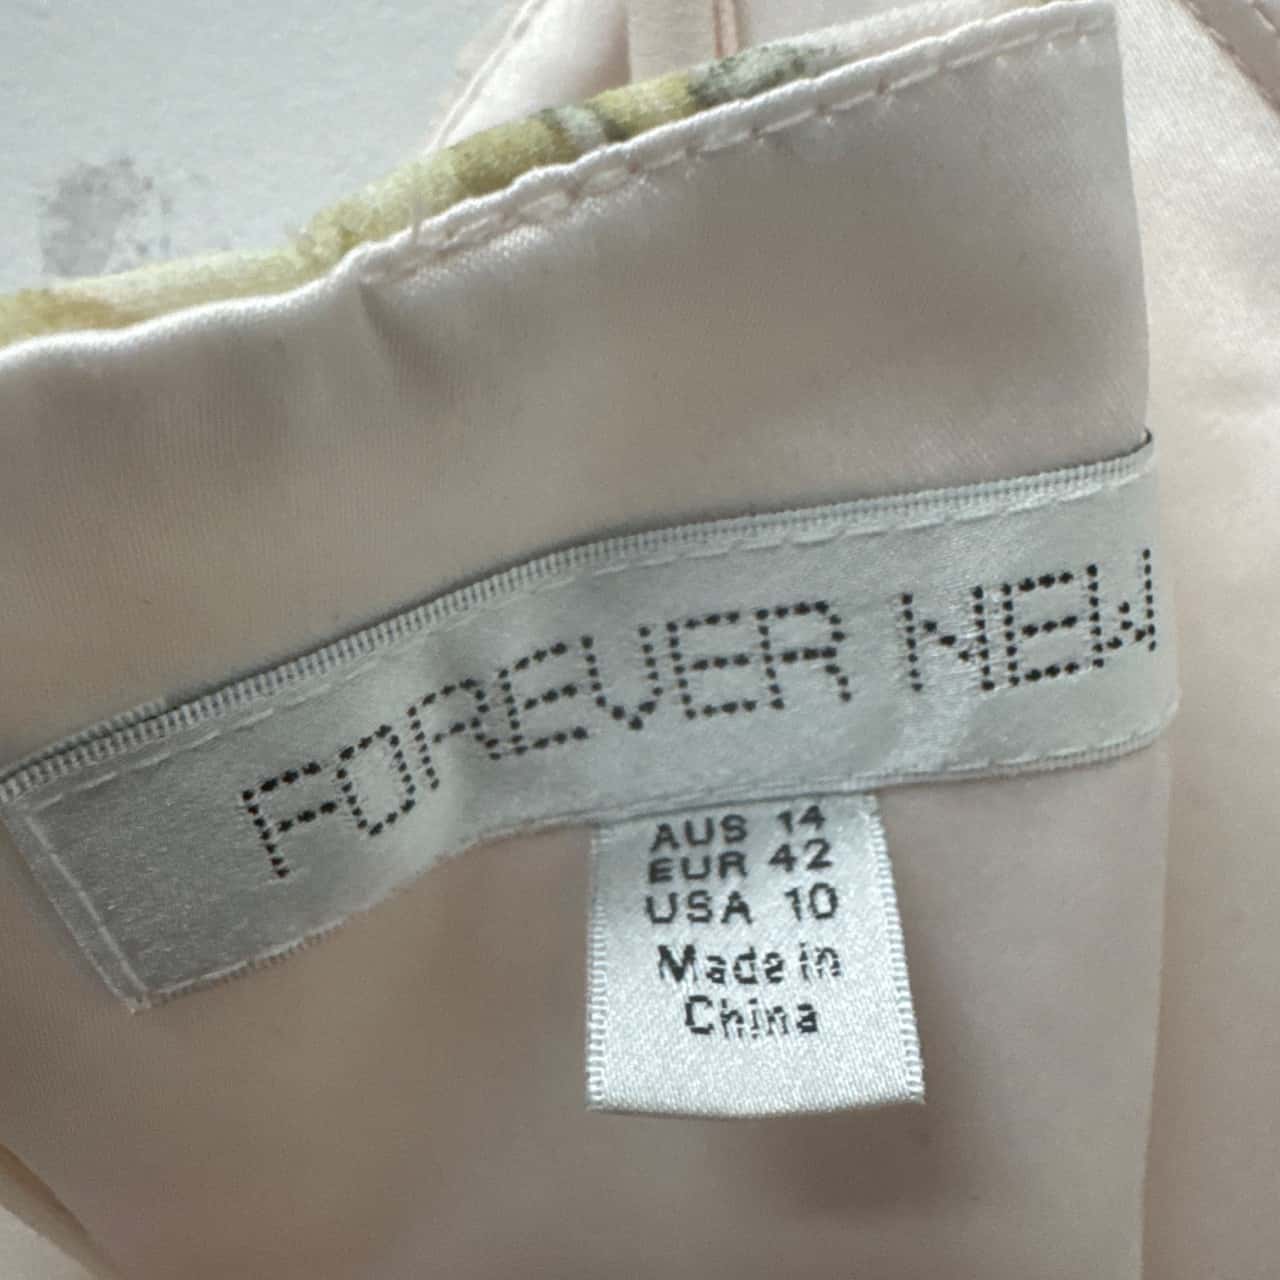 FOREVER NEW
AUS 14
EUR 42
USA 10
Made in
China